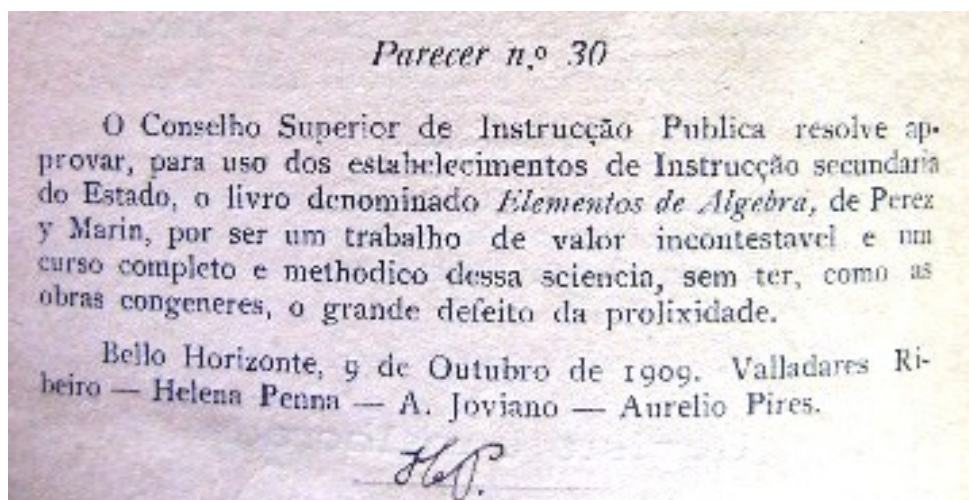 Parecer n.º 30
O Conselho Superior de Instrucção Publica resolve ap-
provar, para uso dos estabelecimentos de Instrucção secundaria
do Estado, o livro denominado Elementos de Algebra, de Perez
y Marin, por ser um trabalho de valor incontestavel e um
curso completo e methodico dessa sciencia, sem ter, como as
obras congeneres, o grande defeito da prolixidade.
Bello Horizonte, 9 de Outubro de 1909. Valladares Ri-
beiro — Helena Penna — A. Joviano — Aurelio Pires.